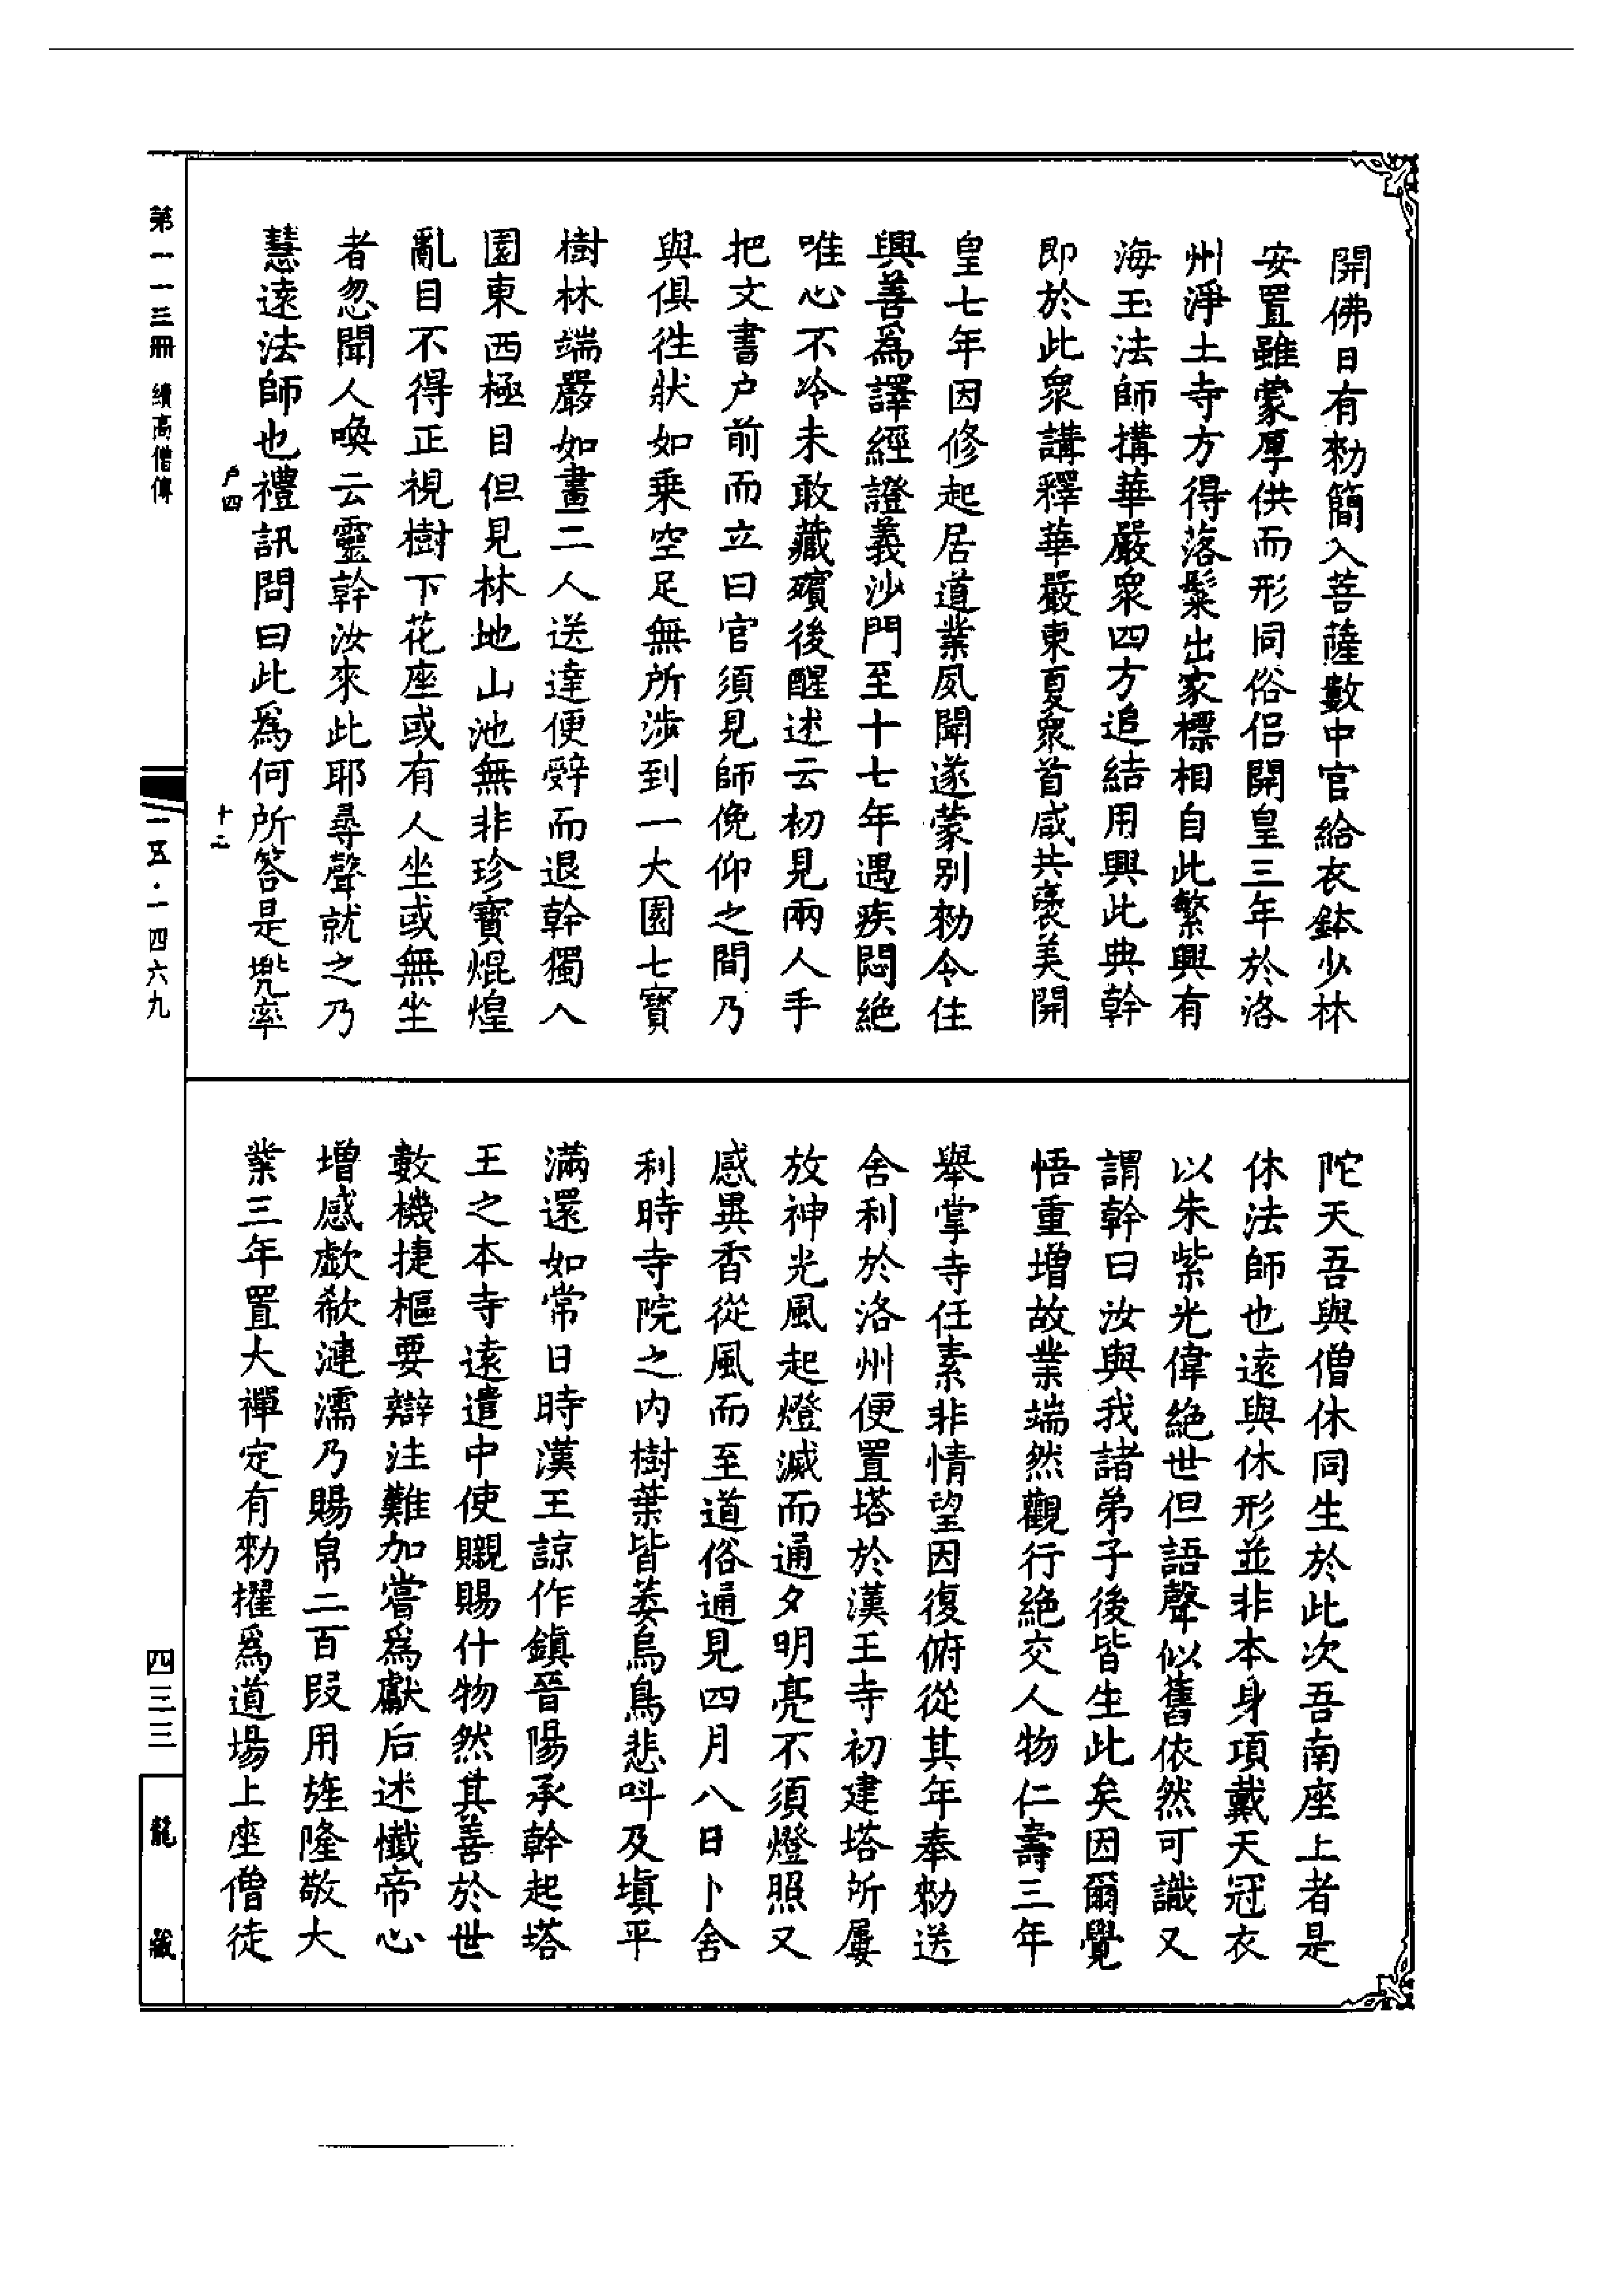 開佛日有勑簡入菩薩數中官給衣鉢少林
安置雖蒙厚供而形同俗侣開皇三年於洛
州淨土寺方得落髮出家標相自此繁興有
海玉法師搆華嚴衆四方追結用興此典幹
即於此衆講釋華嚴東夏衆首咸共褒美開
皇七年因修起居道業夙聞遂蒙别勑令住
興善爲譯經證義沙門至十七年遇疾悶絶
唯心不冷未敢藏殯後醒述云初見兩人手
把文書户前而立曰官須見師俛仰之間乃
與俱徃狀如乗空足無所涉到一大園七寳
樹林端嚴如畫二人送達便辤而退幹獨入
園東西極目但見林地山池無非珍寳焜煌
亂目不得正視樹下花座或有人坐或無坐
者忽聞人喚云靈幹汝來此耶尋聲就之乃
慧遠法師也禮訊問曰此爲何所答是兜率
陀天吾與僧休同生於此次吾南座上者是
休法師也遠與休形並非本身項戴天冠衣
以朱紫光偉絶世但語聲似舊依然可識又
謂幹曰汝與我諸弟子後皆生此矣因爾覺
悟重增故業端然觀行絶交人物仁壽三年
舉掌寺任素非情望因復俯從其年奉勑送
舍利於洛州便置塔於漢王寺初建塔所屢
放神光風起燈滅而通夕明亮不須燈照又
感異香從風而至道俗通見四月八日卜舍
利時寺院之内樹葉皆萎烏鳥悲呌及塡平
滿還如常日時漢王諒作鎭晉陽承幹起塔
王之本寺遠遣中使賵賜什物然其善於世
數機捷樞要辯注難加嘗爲獻后述懺帝心
增感歔欷漣濡乃賜帛二百段用旌隆敬大
業三年置大禪定有勑擢爲道場上座僧徒
户四
十二
第一一三冊 續高僧傳
一五·一四六九
四三三
龍藏